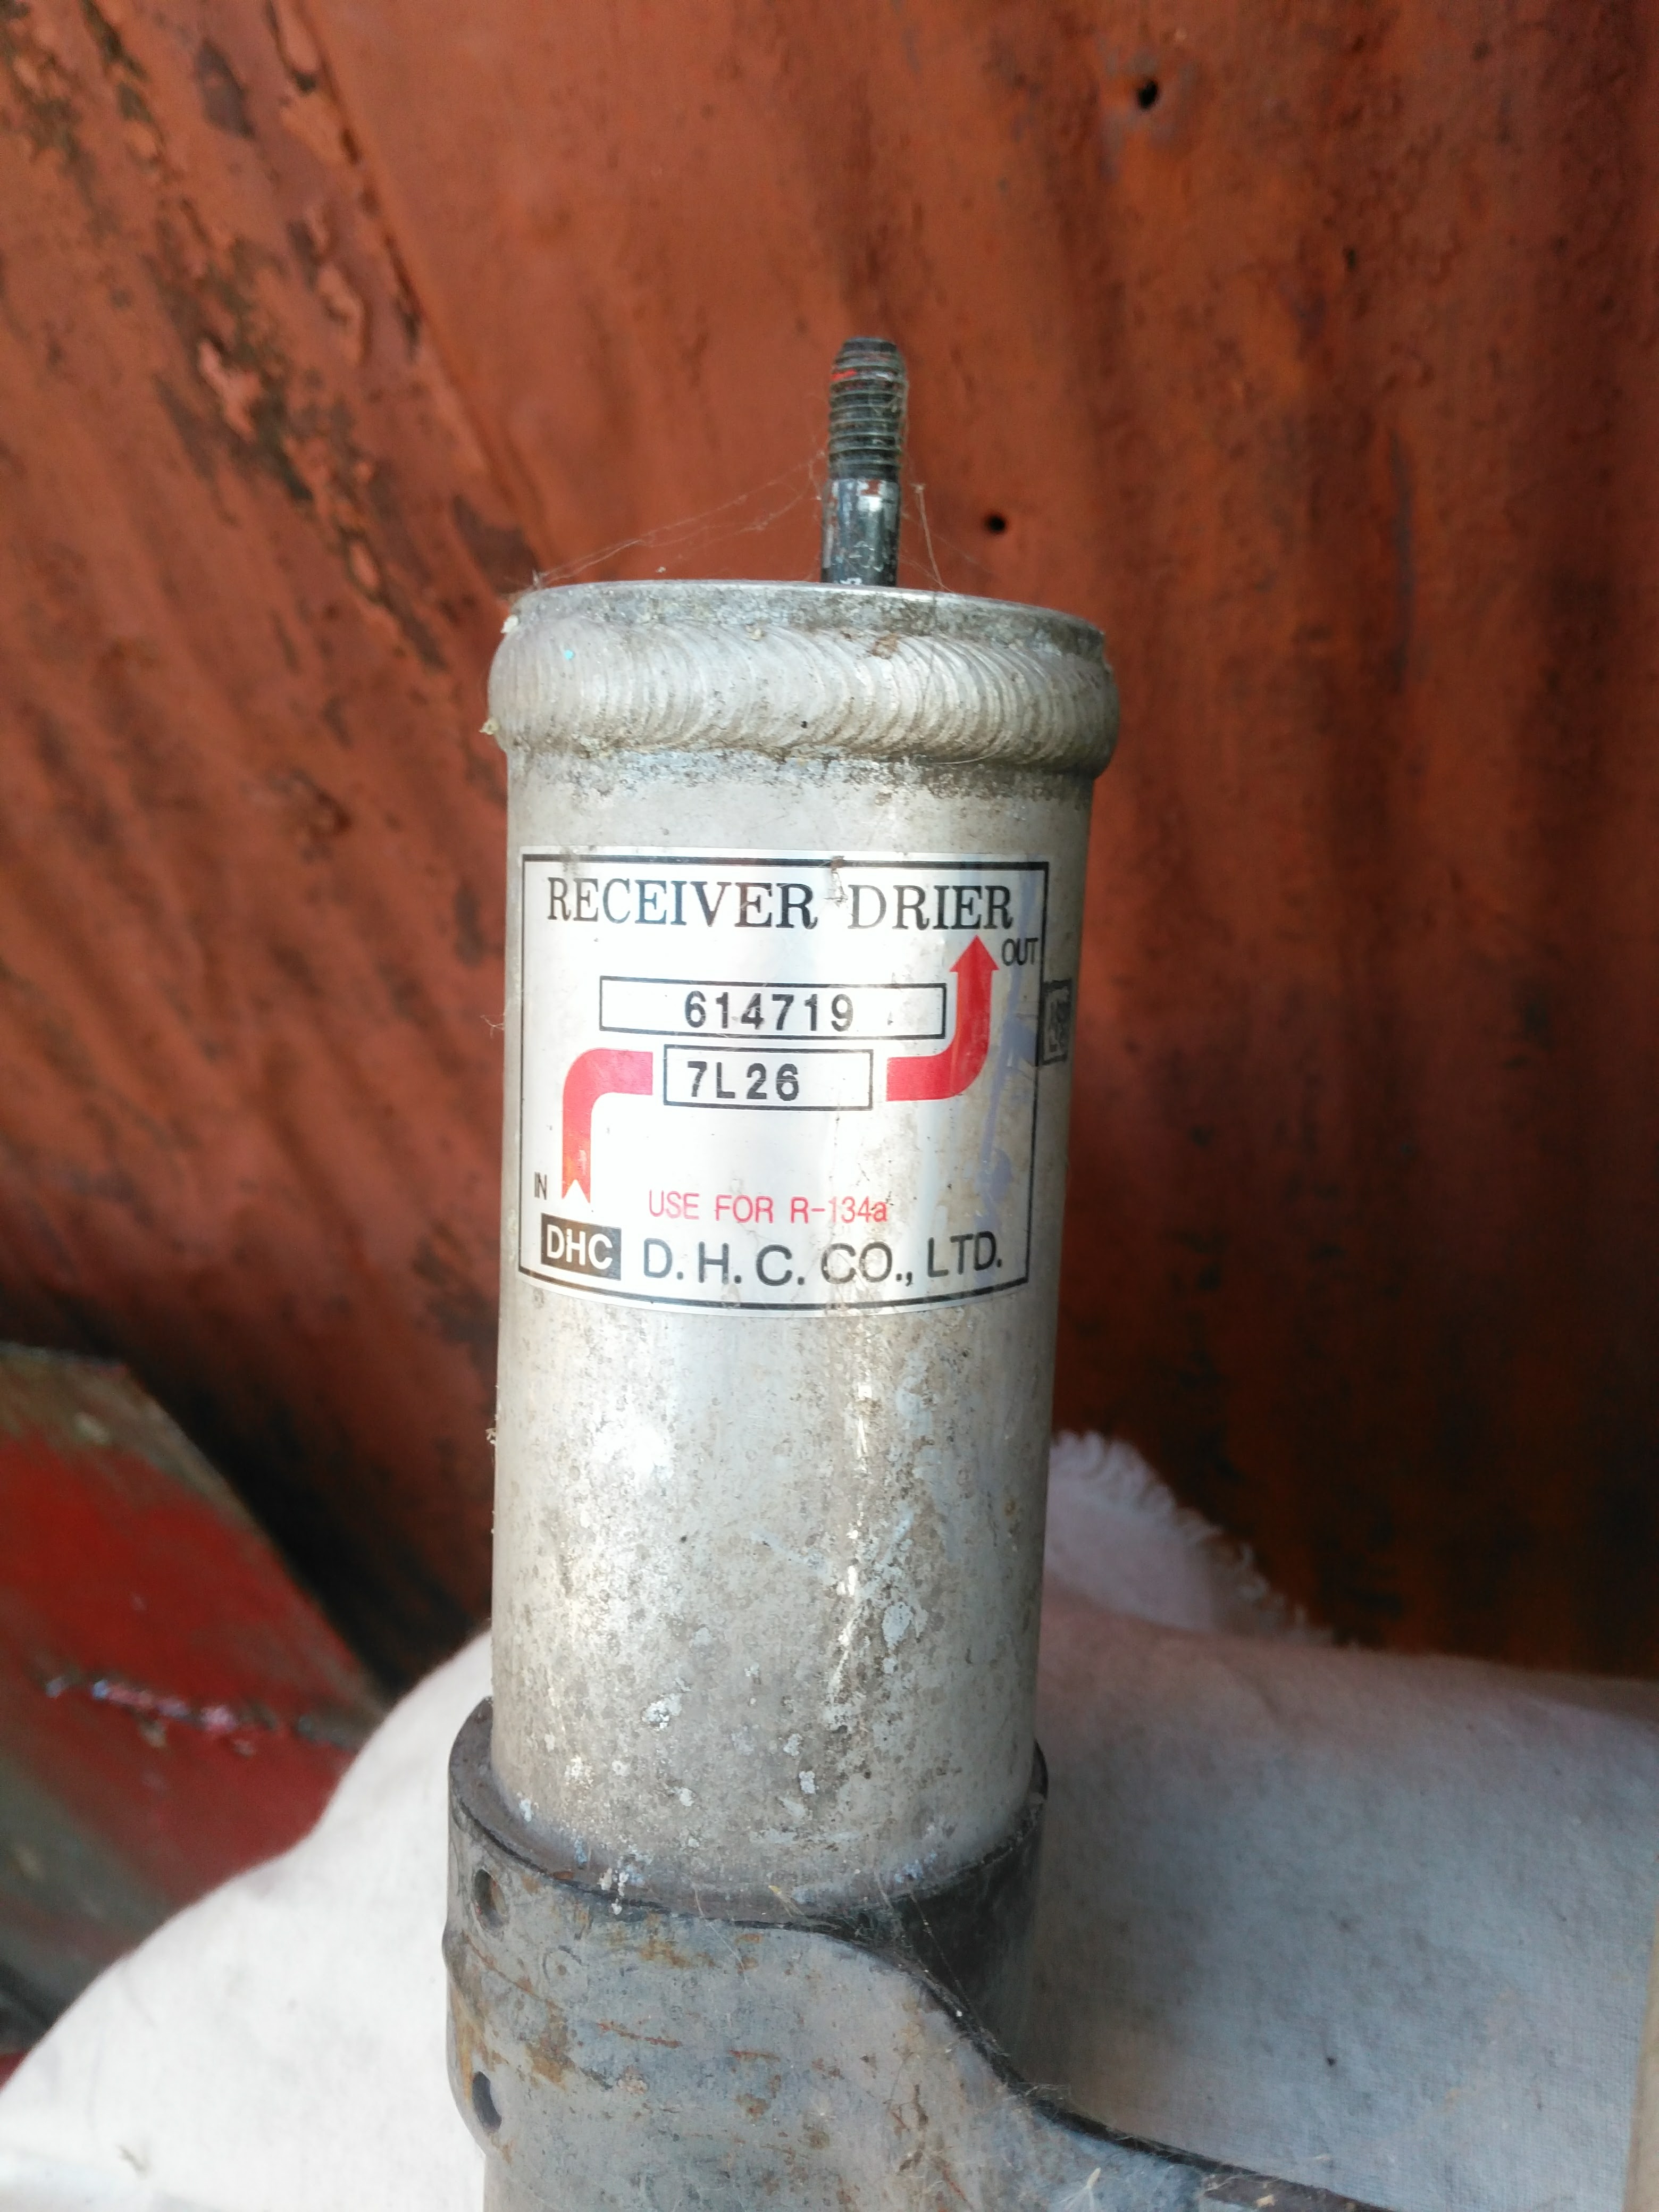 RECEIVER DRIER
OUT
614719
7L26
IN
USE FOR R-134a
DHC D. H. C. CO., LTD.